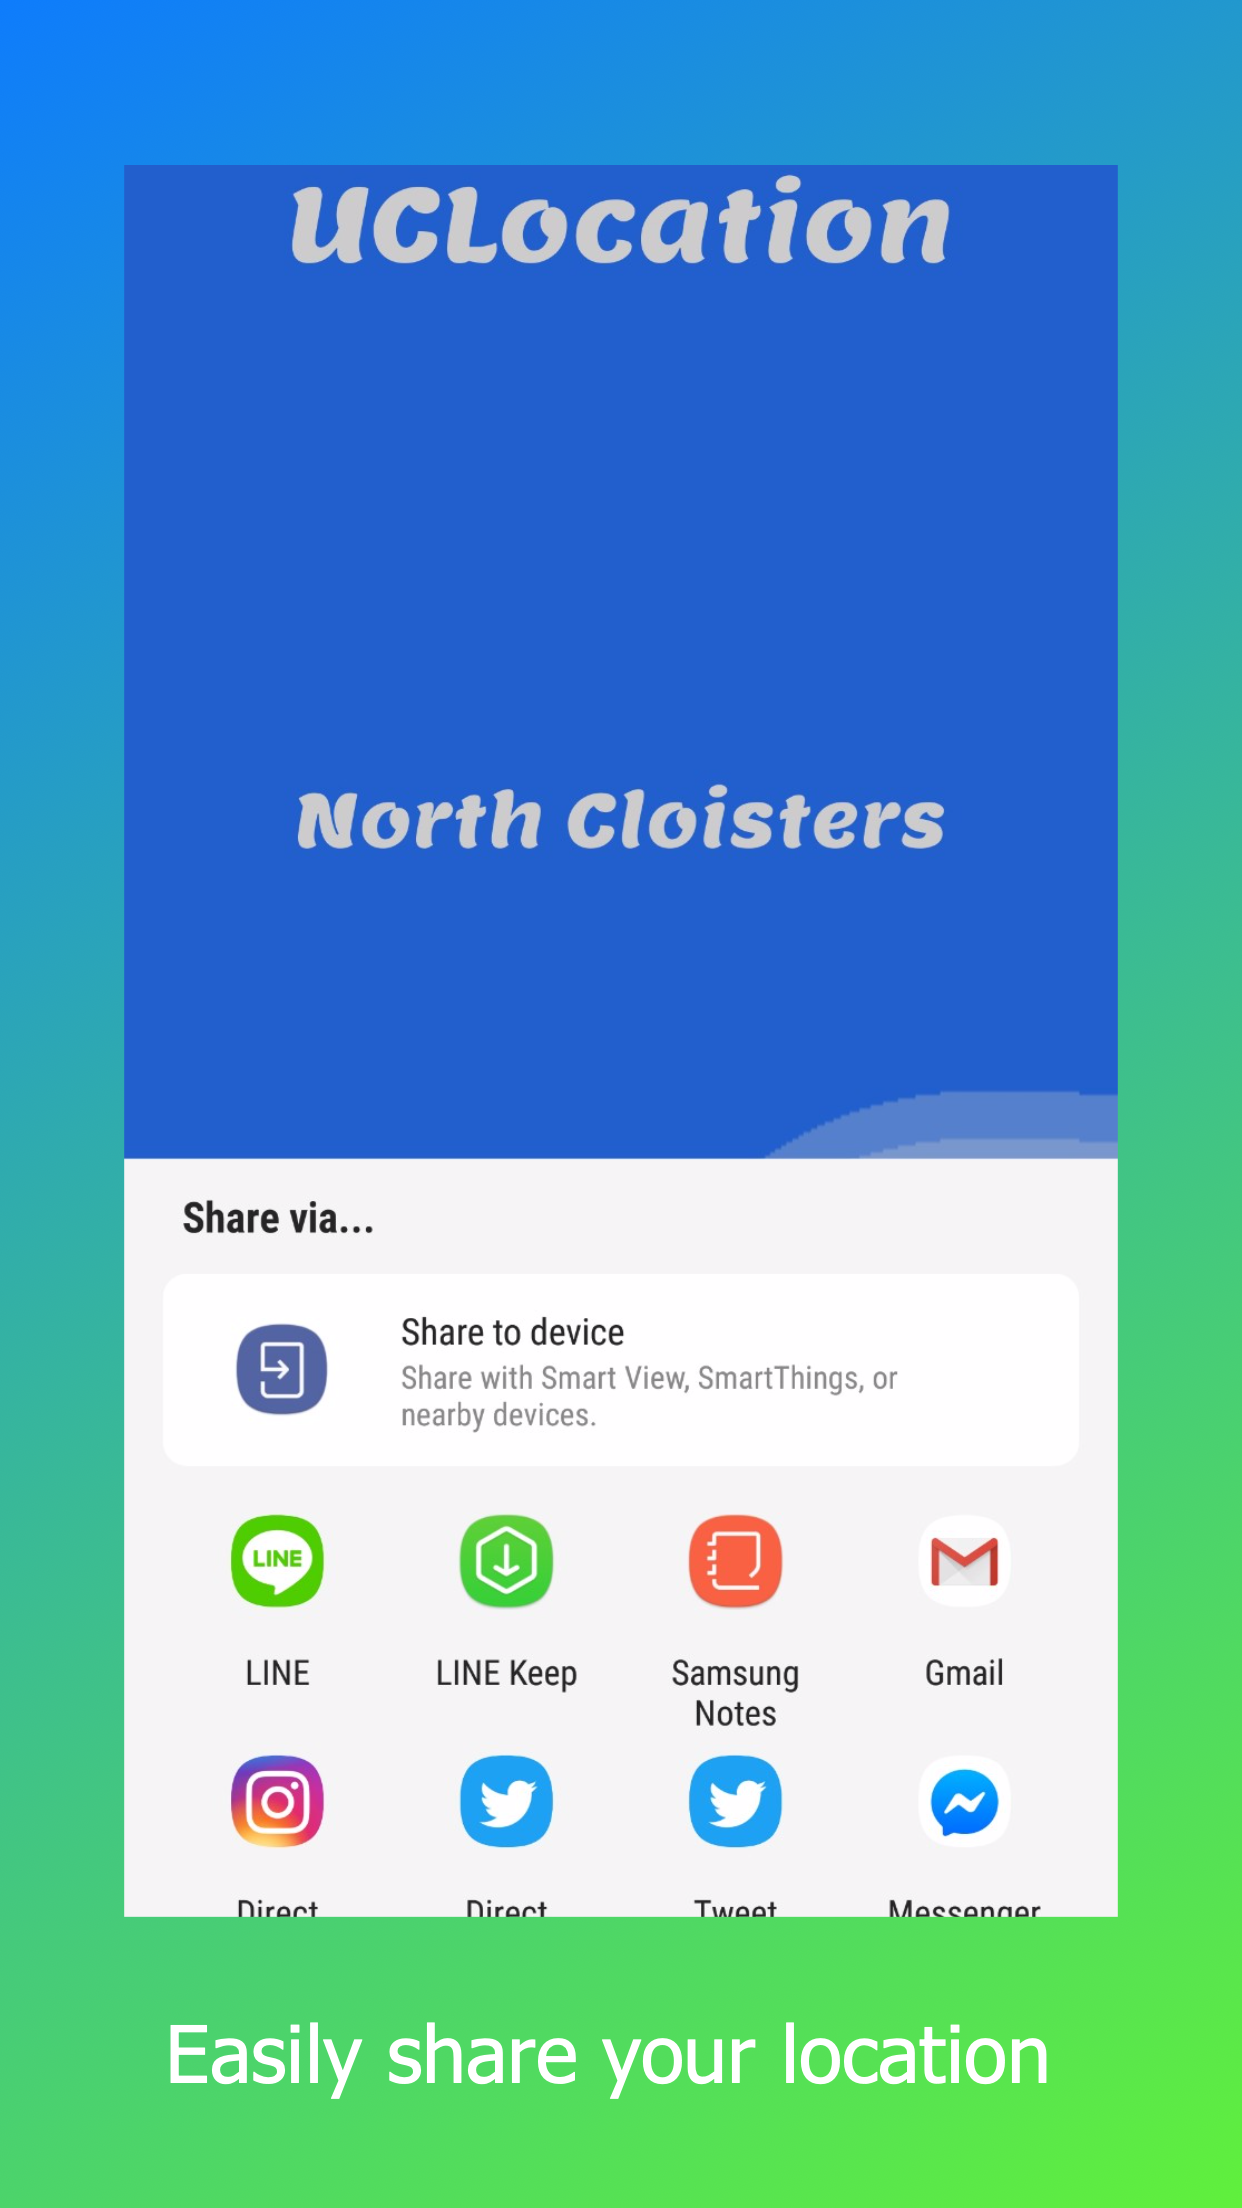 UCLocation
North Cloisters
Share via...
Share to device
Share with Smart View, SmartThings, or
nearby devices.
LINE
LINE LINE Keep Samsung Gmail
Notes
Direct Direct Tweet Messenger
Easily share your location